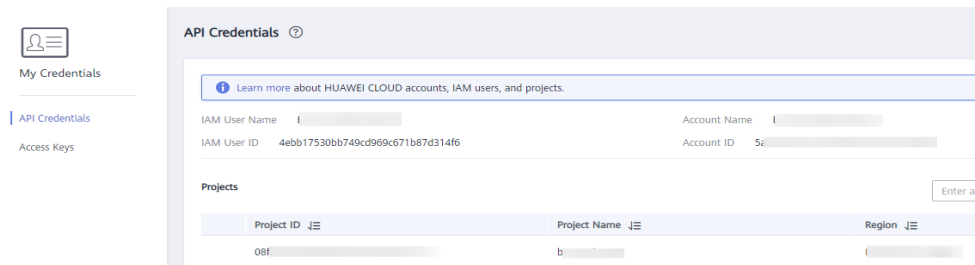 API Credentials
My Credentials
Learn more about HUAWEI CLOUD accounts, IAM users, and projects.
API Credentials
IAM User Name
Account Name
Access Keys
IAM User ID 4ebb17530bb749cd969c671b87d314f6
Account ID 5a
Projects
Enter a
Project ID
Project Name
Region
08f
b